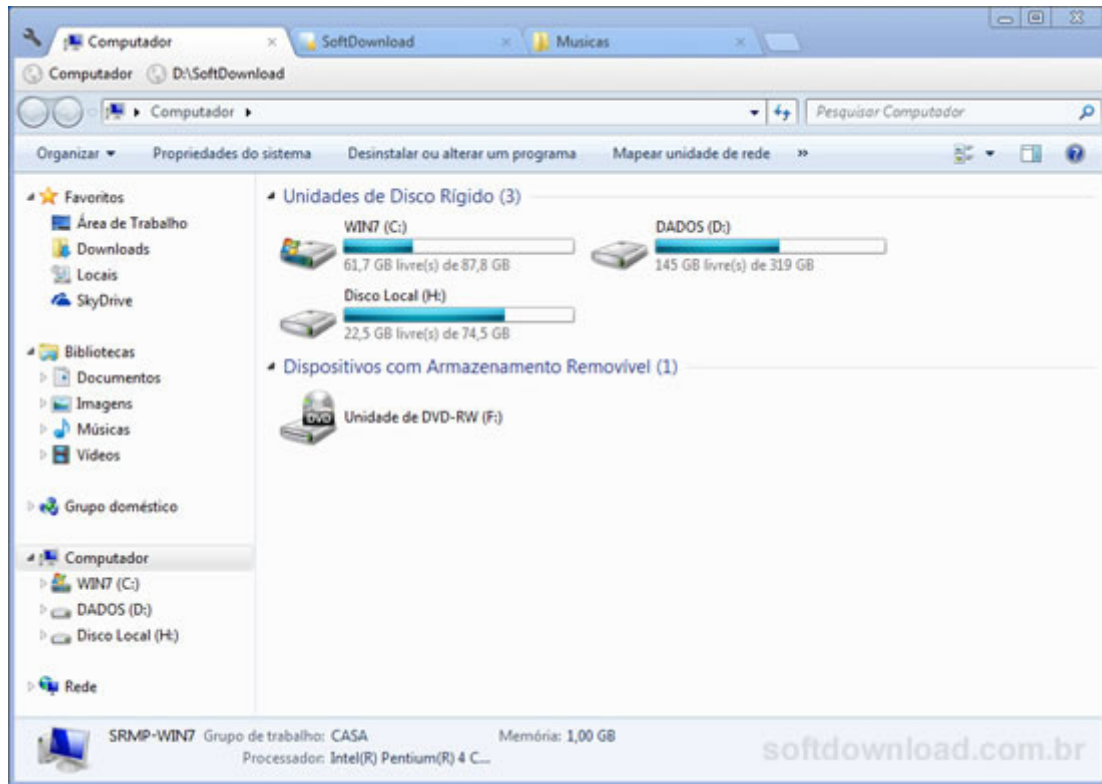 Computador SoftDownload Musicas
Computador D:\SoftDownload
Computador Pesquisar Computador
Organizar Propriedades do sistema Desinstalar ou alterar um programa Mapear unidade de rede »
Favoritos
Área de Trabalho
Downloads
Locais
SkyDrive
Bibliotecas
Documentos
Imagens
Músicas
Vídeos
Grupo doméstico
Computador
WIN7 (C:)
DADOS (D:)
Disco Local (H:)
Rede
Unidades de Disco Rígido (3)
WIN7 (C:)
61,7 GB livre(s) de 87,8 GB
DADOS (D:)
145 GB livre(s) de 319 GB
Disco Local (H:)
22,5 GB livre(s) de 74,5 GB
Dispositivos com Armazenamento Removível (1)
DVD
Unidade de DVD-RW (F:)
SRMP-WIN7 Grupo de trabalho: CASA Memória: 1,00 GB
Processador: Intel(R) Pentium(R) 4 C...
softdownload.com.br